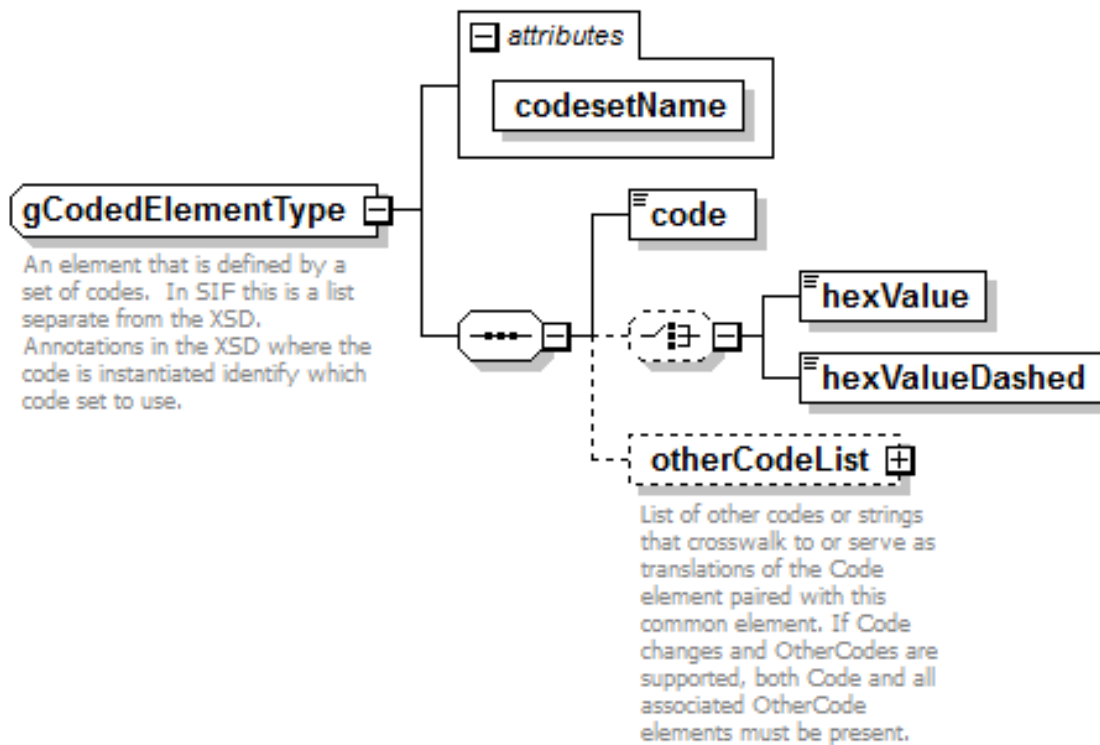 attributes
codesetName
gCodedElementType
An element that is defined by a
set of codes.  In SIF this is a list
separate from the XSD.
Annotations in the XSD where the
code is instantiated identify which
code set to use.
code
hexValue
hexValueDashed
otherCodeList
List of other codes or strings
that crosswalk to or serve as
translations of the Code
element paired with this
common element. If Code
changes and OtherCodes are
supported, both Code and all
associated OtherCode
elements must be present.